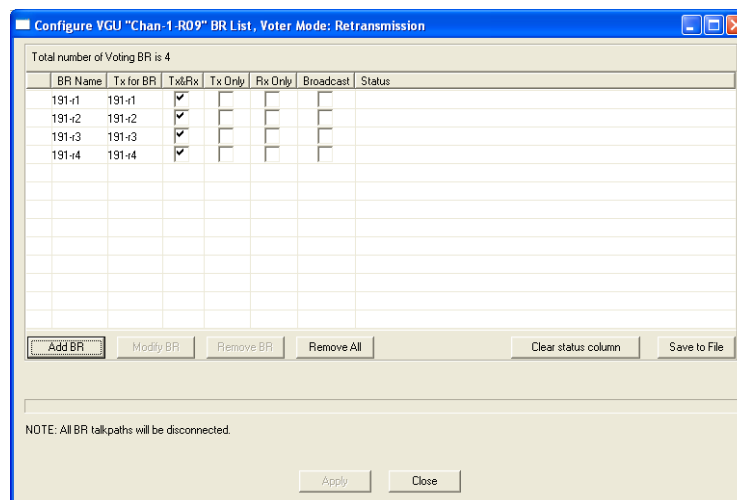 Configure VGU "Chan-1-R09" BR List, Voter Mode: Retransmission
Total number of Voting BR is 4
BR Name Tx for BR Tx&Rx Tx Only Rx Only Broadcast Status
191-r1 191-r1
191-r2 191-r2
191-r3 191-r3
191-r4 191-r4
Add BR Modify BR Remove BR Remove All Clear status column Save to File
NOTE: All BR talkpaths will be disconnected.
Apply Close